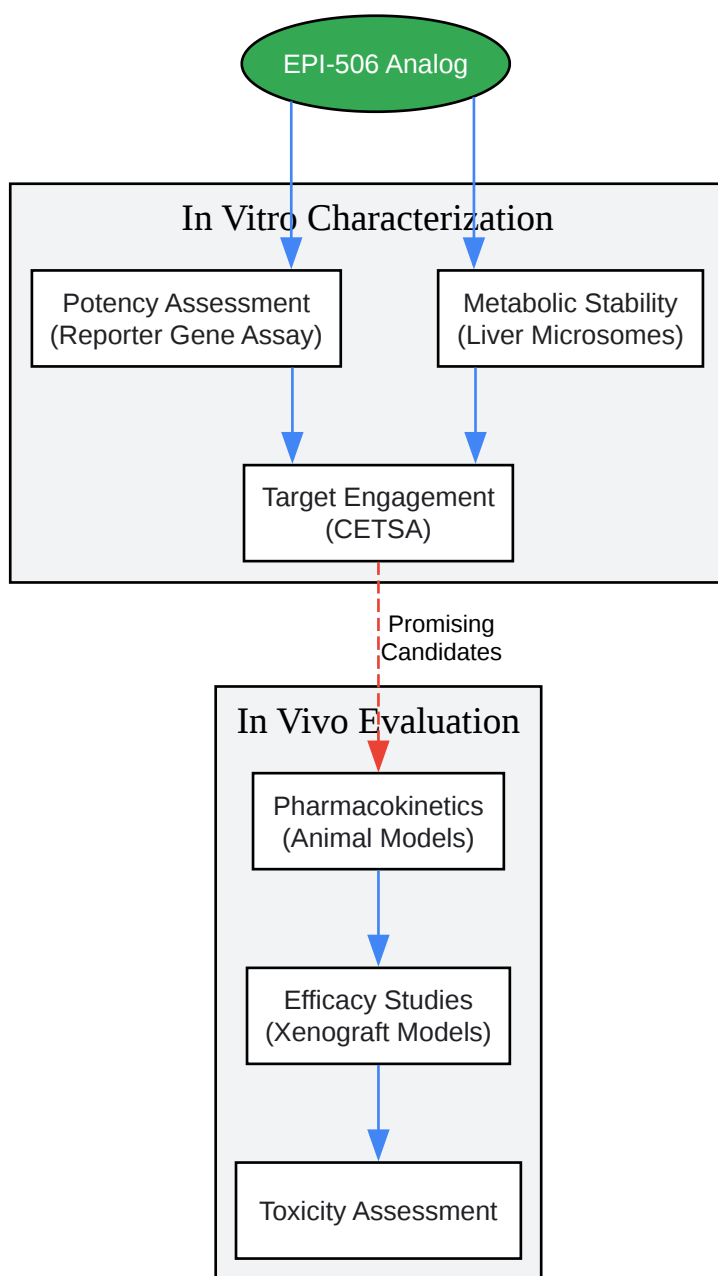 EPI-506 Analog
In Vitro Characterization
Potency Assessment
(Reporter Gene Assay)
Metabolic Stability
(Liver Microsomes)
Target Engagement
(CETSA)
Promising
Candidates
In Vivo Evaluation
Pharmacokinetics
(Animal Models)
Efficacy Studies
(Xenograft Models)
Toxicity Assessment